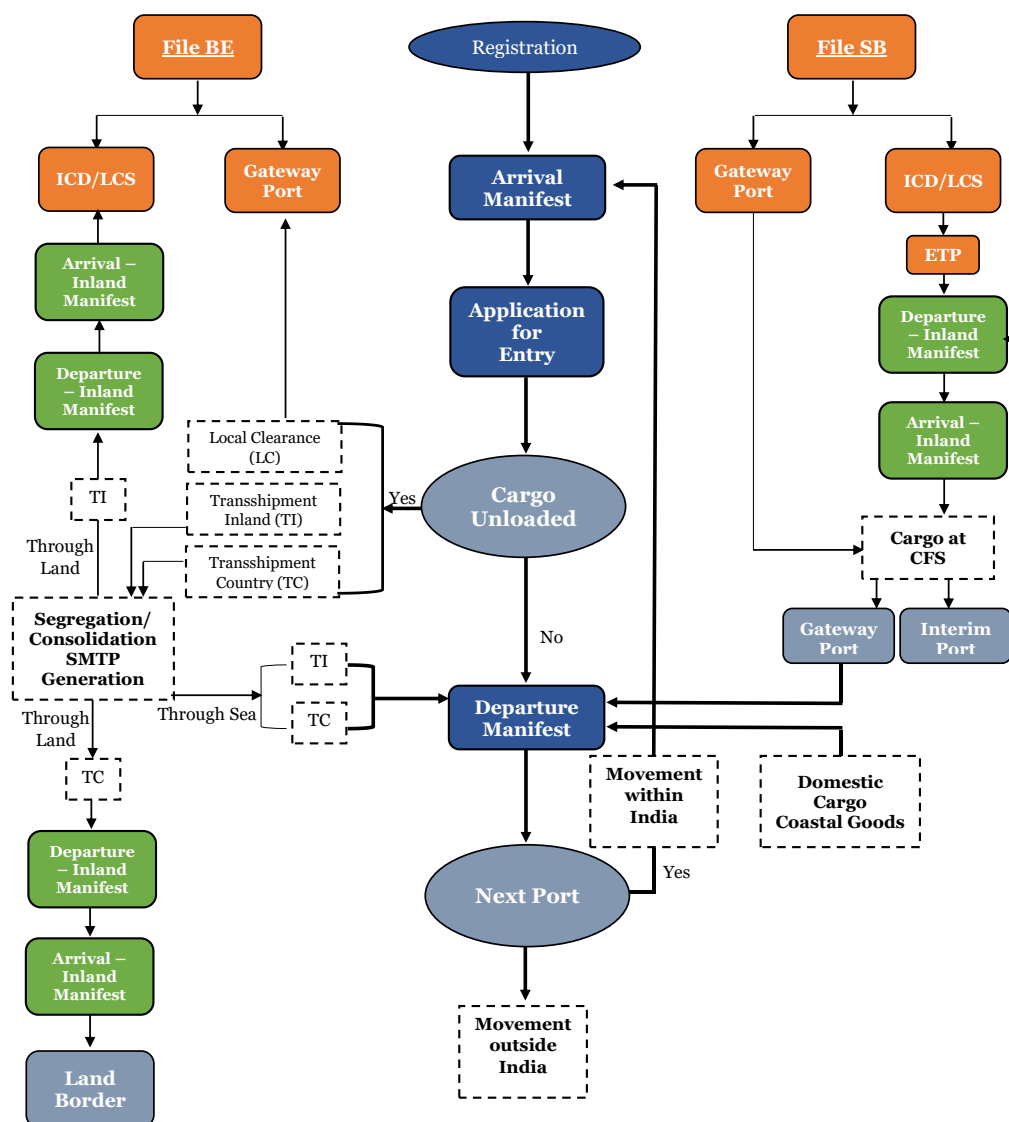 File BE
Registration
File SB
ICD/LCS
Gateway
Port
Arrival
Manifest
Gateway
Port
ICD/LCS
Arrival –
Inland
Manifest
ETP
Application
for
Entry
Departure
– Inland
Manifest
Departure
– Inland
Manifest
Local Clearance
(LC)
Arrival –
Inland
Manifest
TI
Transshipment
Inland (TI)
Yes
Cargo
Unloaded
Through
Land
Transshipment
Country (TC)
Cargo at
CFS
Segregation/
Consolidation
SMTP
Generation
No
Gateway
Port
Interim
Port
TI
Through Sea
TC
Through
Land
Departure
Manifest
TC
Movement
within
India
Domestic
Cargo
Coastal Goods
Departure
– Inland
Manifest
Next Port
Yes
Arrival –
Inland
Manifest
Movement
outside
India
Land
Border